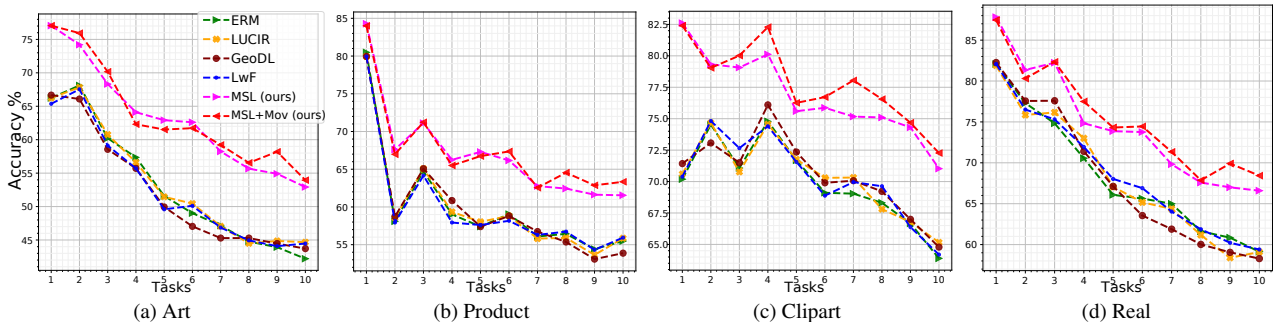 Accuracy %
75
70
65
60
55
50
45
1 2 3 4 5 6 7 8 9 10
Tasks
ERM
LUCIR
GeoDL
LwF
MSL (ours)
MSL+Mov (ours)
(a) Art
85
80
75
70
65
60
55
1 2 3 4 5 6 7 8 9 10
Tasks
(b) Product
82.5
80.0
77.5
75.0
72.5
70.0
67.5
65.0
1 2 3 4 5 6 7 8 9 10
Tasks
(c) Clipart
85
80
75
70
65
60
1 2 3 4 5 6 7 8 9 10
Tasks
(d) Real